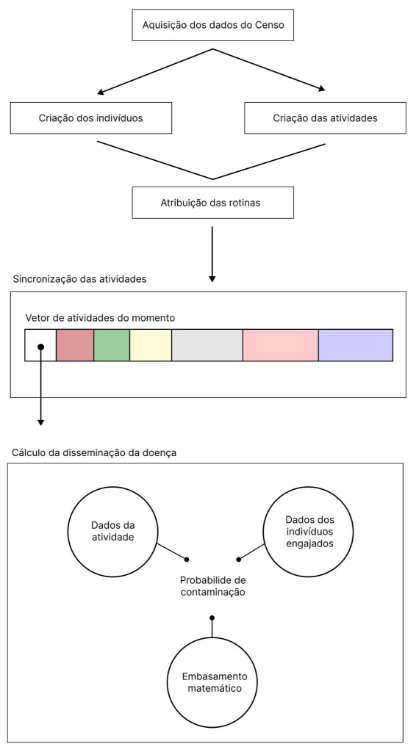 Aquisição dos dados do Censo
Criação dos indivíduos
Criação das atividades
Atribuição das rotinas
Sincronização das atividades
Vetor de atividades do momento
Cálculo da disseminação da doença
Dados da
atividade
Dados dos
indivíduos
engajados
Probabilide de
contaminação
Embasamento
matemático